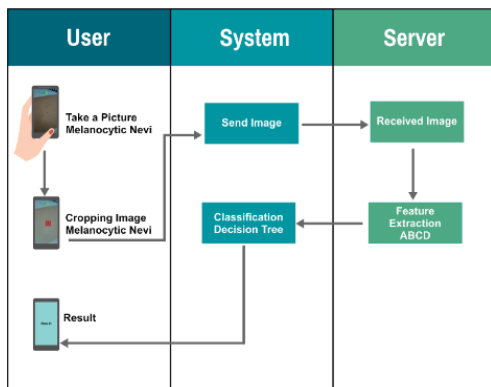 User
System
Server
Take a Picture
Melanocytic Nevi
Send Image
Received Image
Cropping Image
Melanocytic Nevi
Classification
Decision Tree
Feature
Extraction
ABCD
Result